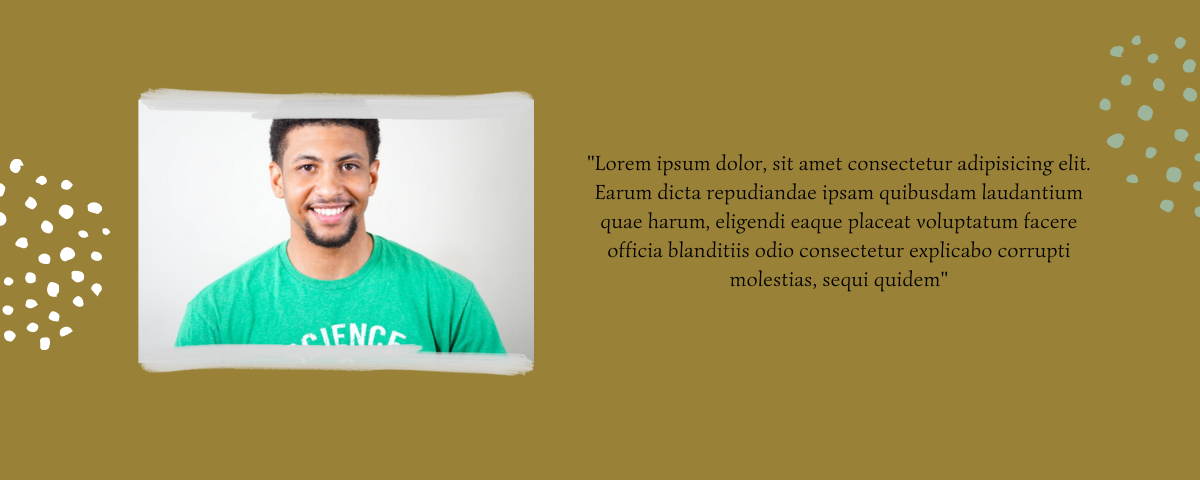 SCIENCE
"Lorem ipsum dolor, sit amet consectetur adipisicing elit.
Earum dicta repudiandae ipsam quibusdam laudantium
quae harum, eligendi eaque placeat voluptatum facere
officia blanditiis odio consectetur explicabo corrupti
molestias, sequi quidem"